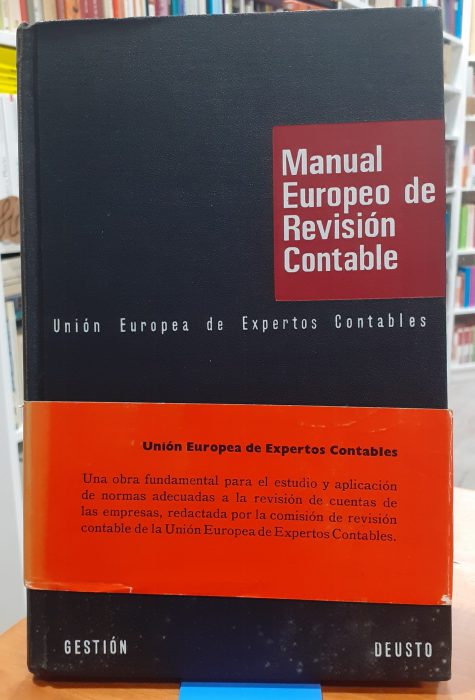 Manual
Europeo de
Revisión
Contable
Unión Europea de Expertos Contables
Unión Europea de Expertos Contables
Una obra fundamental para el estudio y aplicación
de normas adecuadas a la revisión de cuentas de
las empresas, redactada por la comisión de revisión
contable de la Unión Europea de Expertos Contables.
GESTIÓN DEUSTO